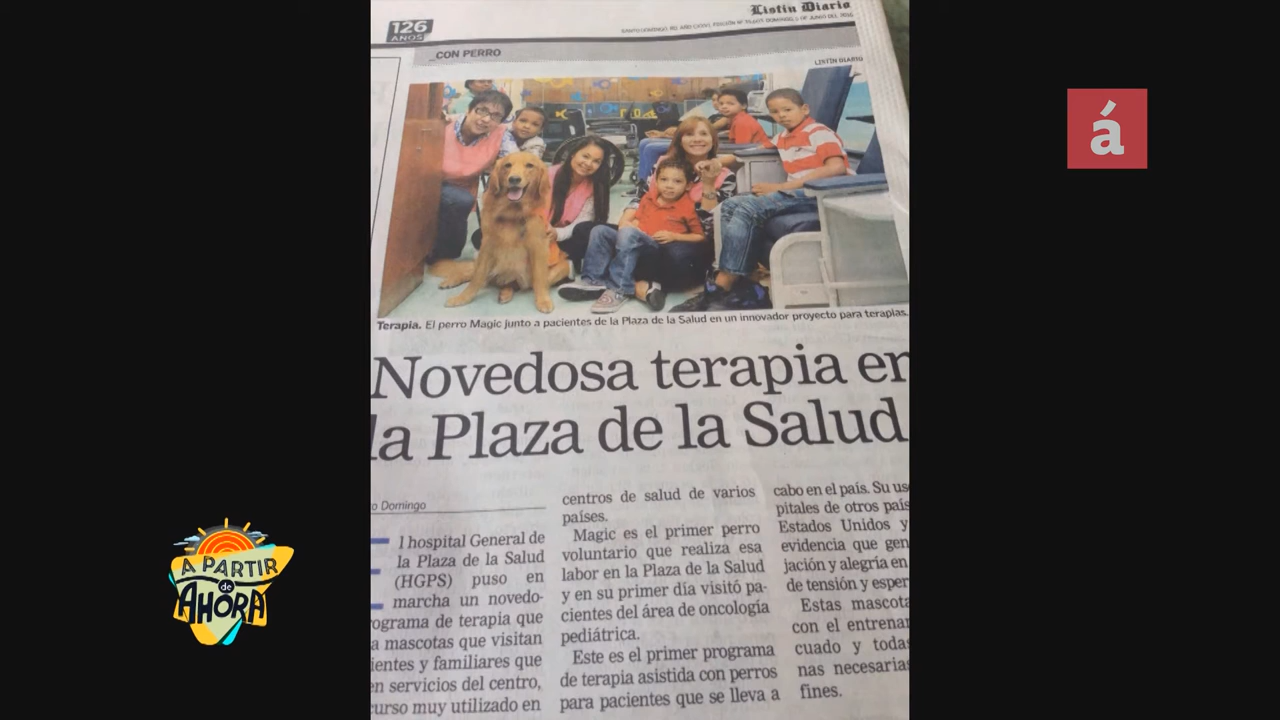 Listín Diario
126
AÑOS
_CON PERRO
LISTÍN DIARIO
Terapia. El perro Magic junto a pacientes de la Plaza de la Salud en un innovador proyecto para terapias.
Novedosa terapia en
la Plaza de la Salud
o Domingo
l hospital General de
la Plaza de la Salud
(HGPS) puso en
marcha un novedo-
ograma de terapia que
a mascotas que visitan
ientes y familiares que
en servicios del centro,
curso muy utilizado en
centros de salud de varios
países.
Magic es el primer perro
voluntario que realiza esa
labor en la Plaza de la Salud
y en su primer día visitó pa-
cientes del área de oncología
pediátrica.
Este es el primer programa
de terapia asistida con perros
para pacientes que se lleva a
cabo en el país. Su us
pitales de otros país
Estados Unidos y
evidencia que gen
jación y alegría en
de tensión y esper
Estas mascota
con el entrenar
cuado y todas
nas necesarias
fines.
á
A PARTIR
de
AHORA